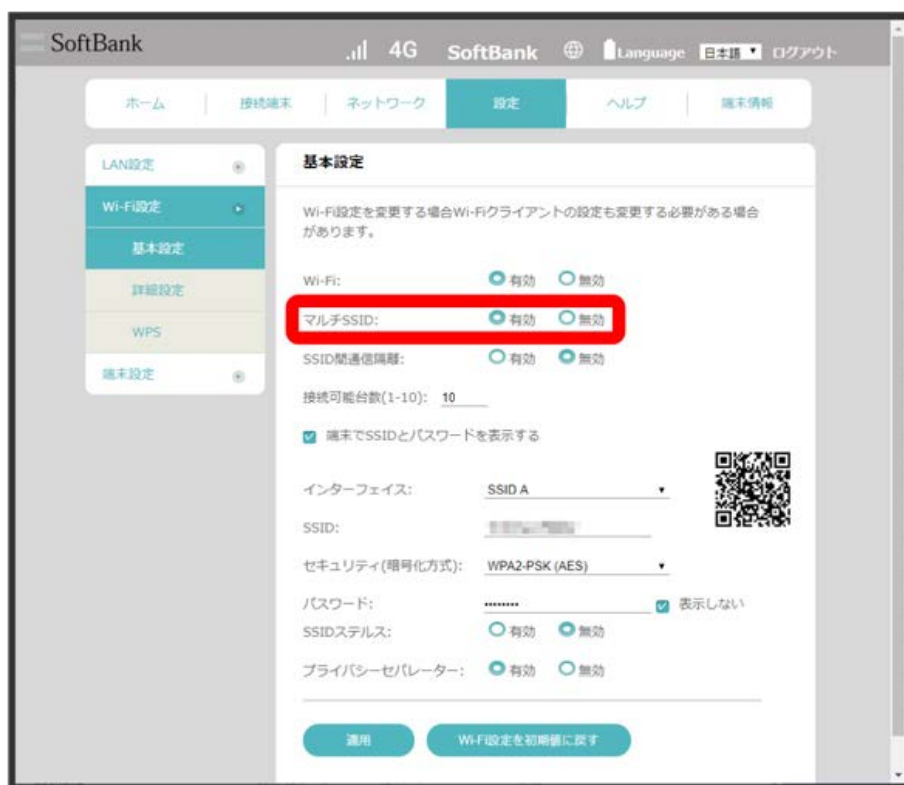 SoftBank
4G SoftBank Language 日本語 ログアウト
ホーム 接続端末 ネットワーク 設定 ヘルプ 端末情報
LAN設定
Wi-Fi設定
基本設定
詳細設定
WPS
端末設定
基本設定
Wi-Fi設定を変更する場合Wi-Fiクライアントの設定も変更する必要がある場合
があります。
Wi-Fi: 有効 無効
マルチSSID: 有効 無効
SSID間通信隔離: 有効 無効
接続可能台数(1-10): 10
端末でSSIDとパスワードを表示する
インターフェイス: SSID A
SSID:
セキュリティ(暗号化方式): WPA2-PSK (AES)
パスワード: •••••••• 表示しない
SSIDステルス: 有効 無効
プライバシーセパレーター: 有効 無効
適用 Wi-Fi設定を初期値に戻す